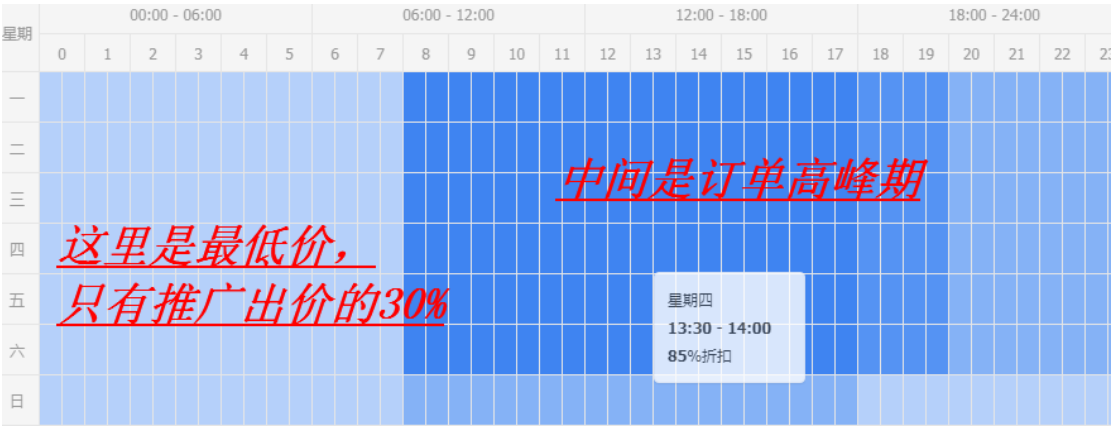 星期
00:00 - 06:00 06:00 - 12:00 12:00 - 18:00 18:00 - 24:00
0 1 2 3 4 5 6 7 8 9 10 11 12 13 14 15 16 17 18 19 20 21 22
一
二
中间是订单高峰期
三
四
这里是最低价，
五
只有推广出价的30%
星期四
13:30 - 14:00
85%折扣
六
日